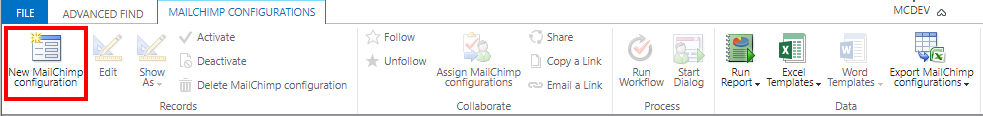 FILE
ADVANCED FIND
MAILCHIMP CONFIGURATIONS
MCDEV
New MailChimp
configuration
Edit
Show
As
Activate
Deactivate
Delete MailChimp configuration
Records
Follow
Unfollow
Assign MailChimp
configurations
Share
Copy a Link
Email a Link
Collaborate
Run
Workflow
Start
Dialog
Process
Run
Report
Excel
Templates
Word
Templates
Export MailChimp
configurations
Data